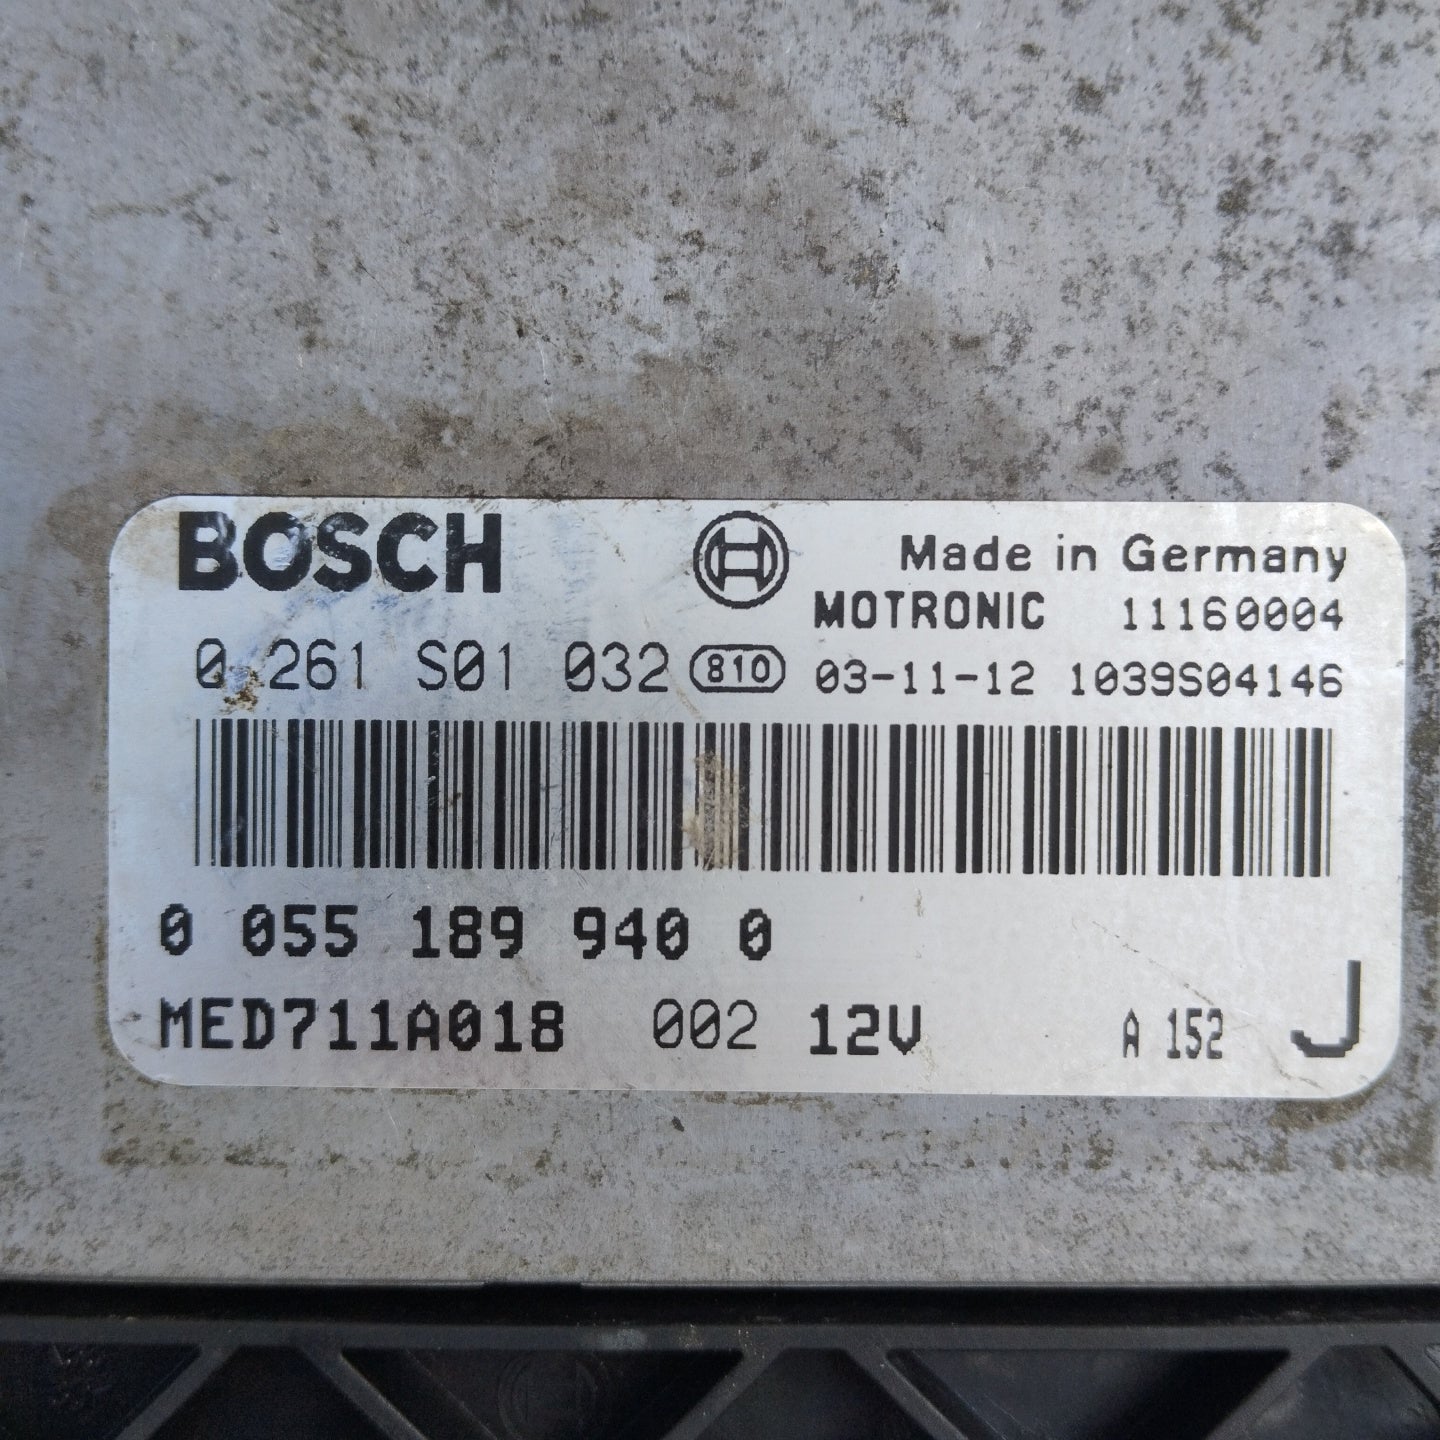 BOSCH Made in Germany
MOTRONIC 11160004
0 261 S01 032 810 03-11-12 1039S04146
0 055 189 940 0
MED711A018 002 12V A 152 J